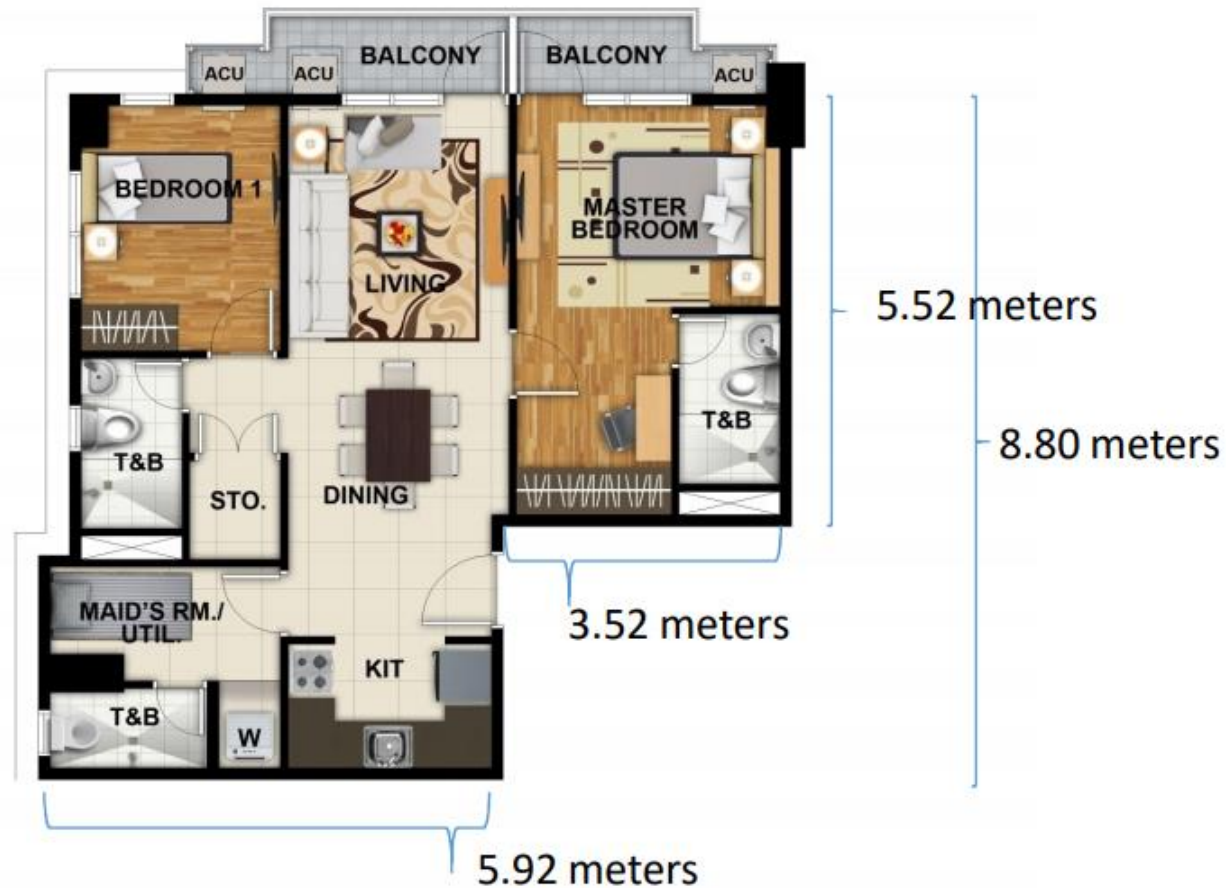 BALCONY
BALCONY
ACU
ACU
ACU
BEDROOM 1
MASTER
BEDROOM
LIVING
5.52 meters
T&B
8.80 meters
T&B
STO.
DINING
MAID'S RM./
UTIL.
3.52 meters
KIT
T&B
W
5.92 meters